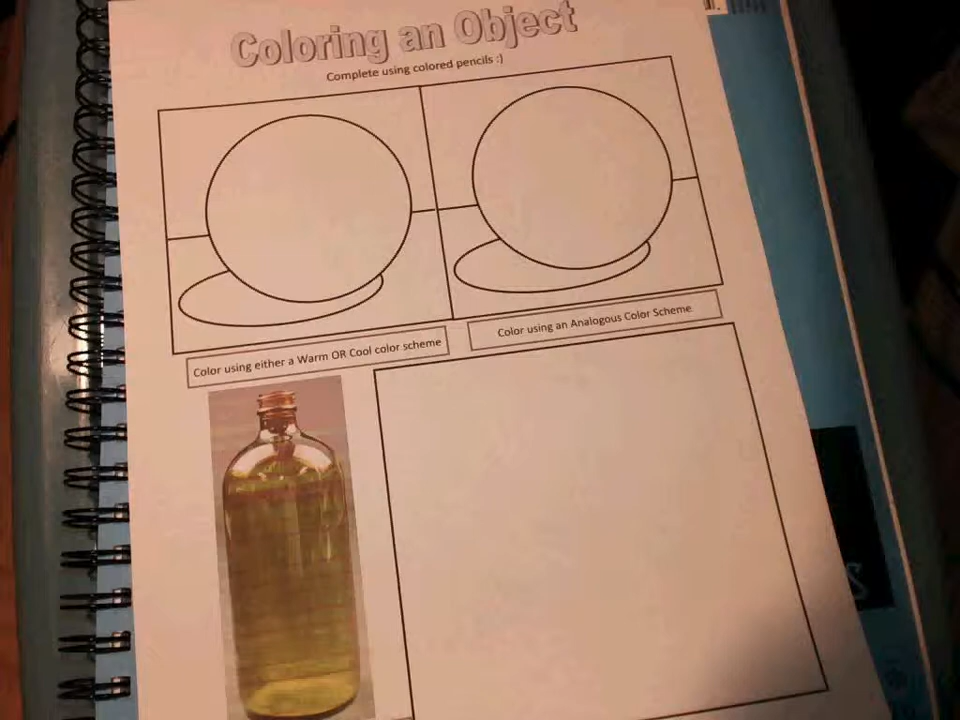 Coloring an Object
Complete using colored pencils :)
Color using either a Warm OR Cool color scheme
Color using an Analogous Color Scheme